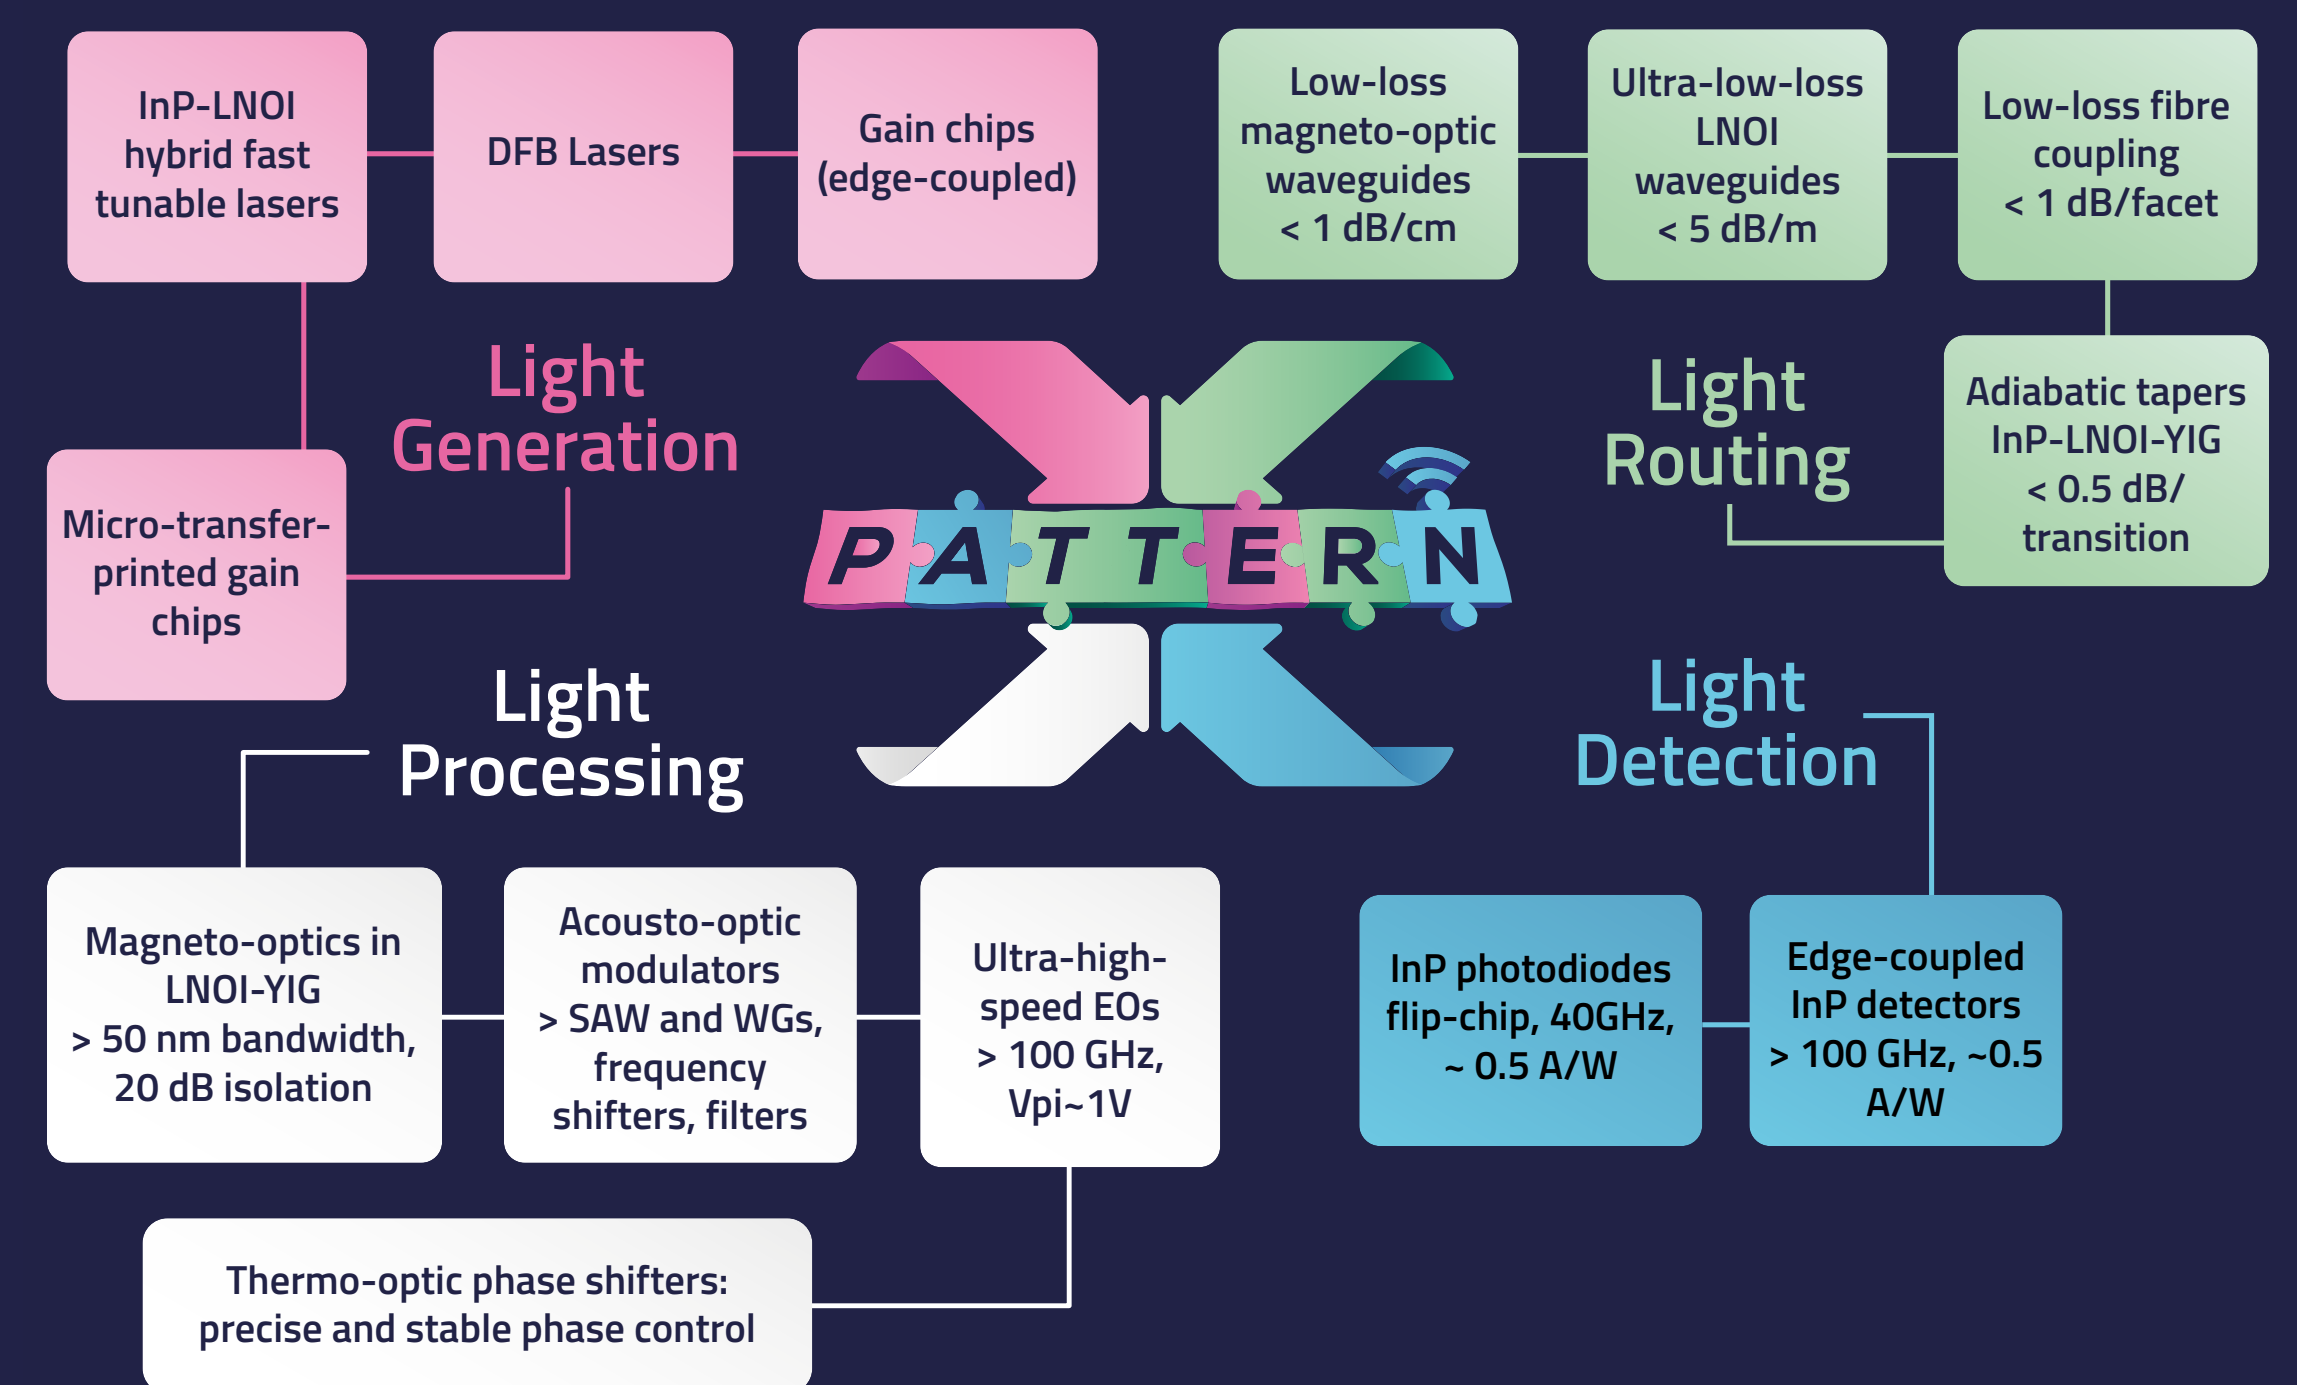 InP-LNOI
hybrid fast
tunable lasers
DFB Lasers
Gain chips
(edge-coupled)
Low-loss
magneto-optic
waveguides
< 1 dB/cm
Ultra-low-loss
LNOI
waveguides
< 5 dB/m
Low-loss fibre
coupling
< 1 dB/facet
Light
Generation
Micro-transfer-
printed gain
chips
PATTERN
Light
Routing
Adiabatic tapers
InP-LNOI-YIG
< 0.5 dB/
transition
Light
Processing
Light
Detection
Magneto-optics in
LNOI-YIG
> 50 nm bandwidth,
20 dB isolation
Acousto-optic
modulators
> SAW and WGs,
frequency
shifters, filters
Ultra-high-
speed EOs
> 100 GHz,
Vpi~1V
InP photodiodes
flip-chip, 40GHz,
~ 0.5 A/W
Edge-coupled
InP detectors
> 100 GHz, ~0.5
A/W
Thermo-optic phase shifters:
precise and stable phase control